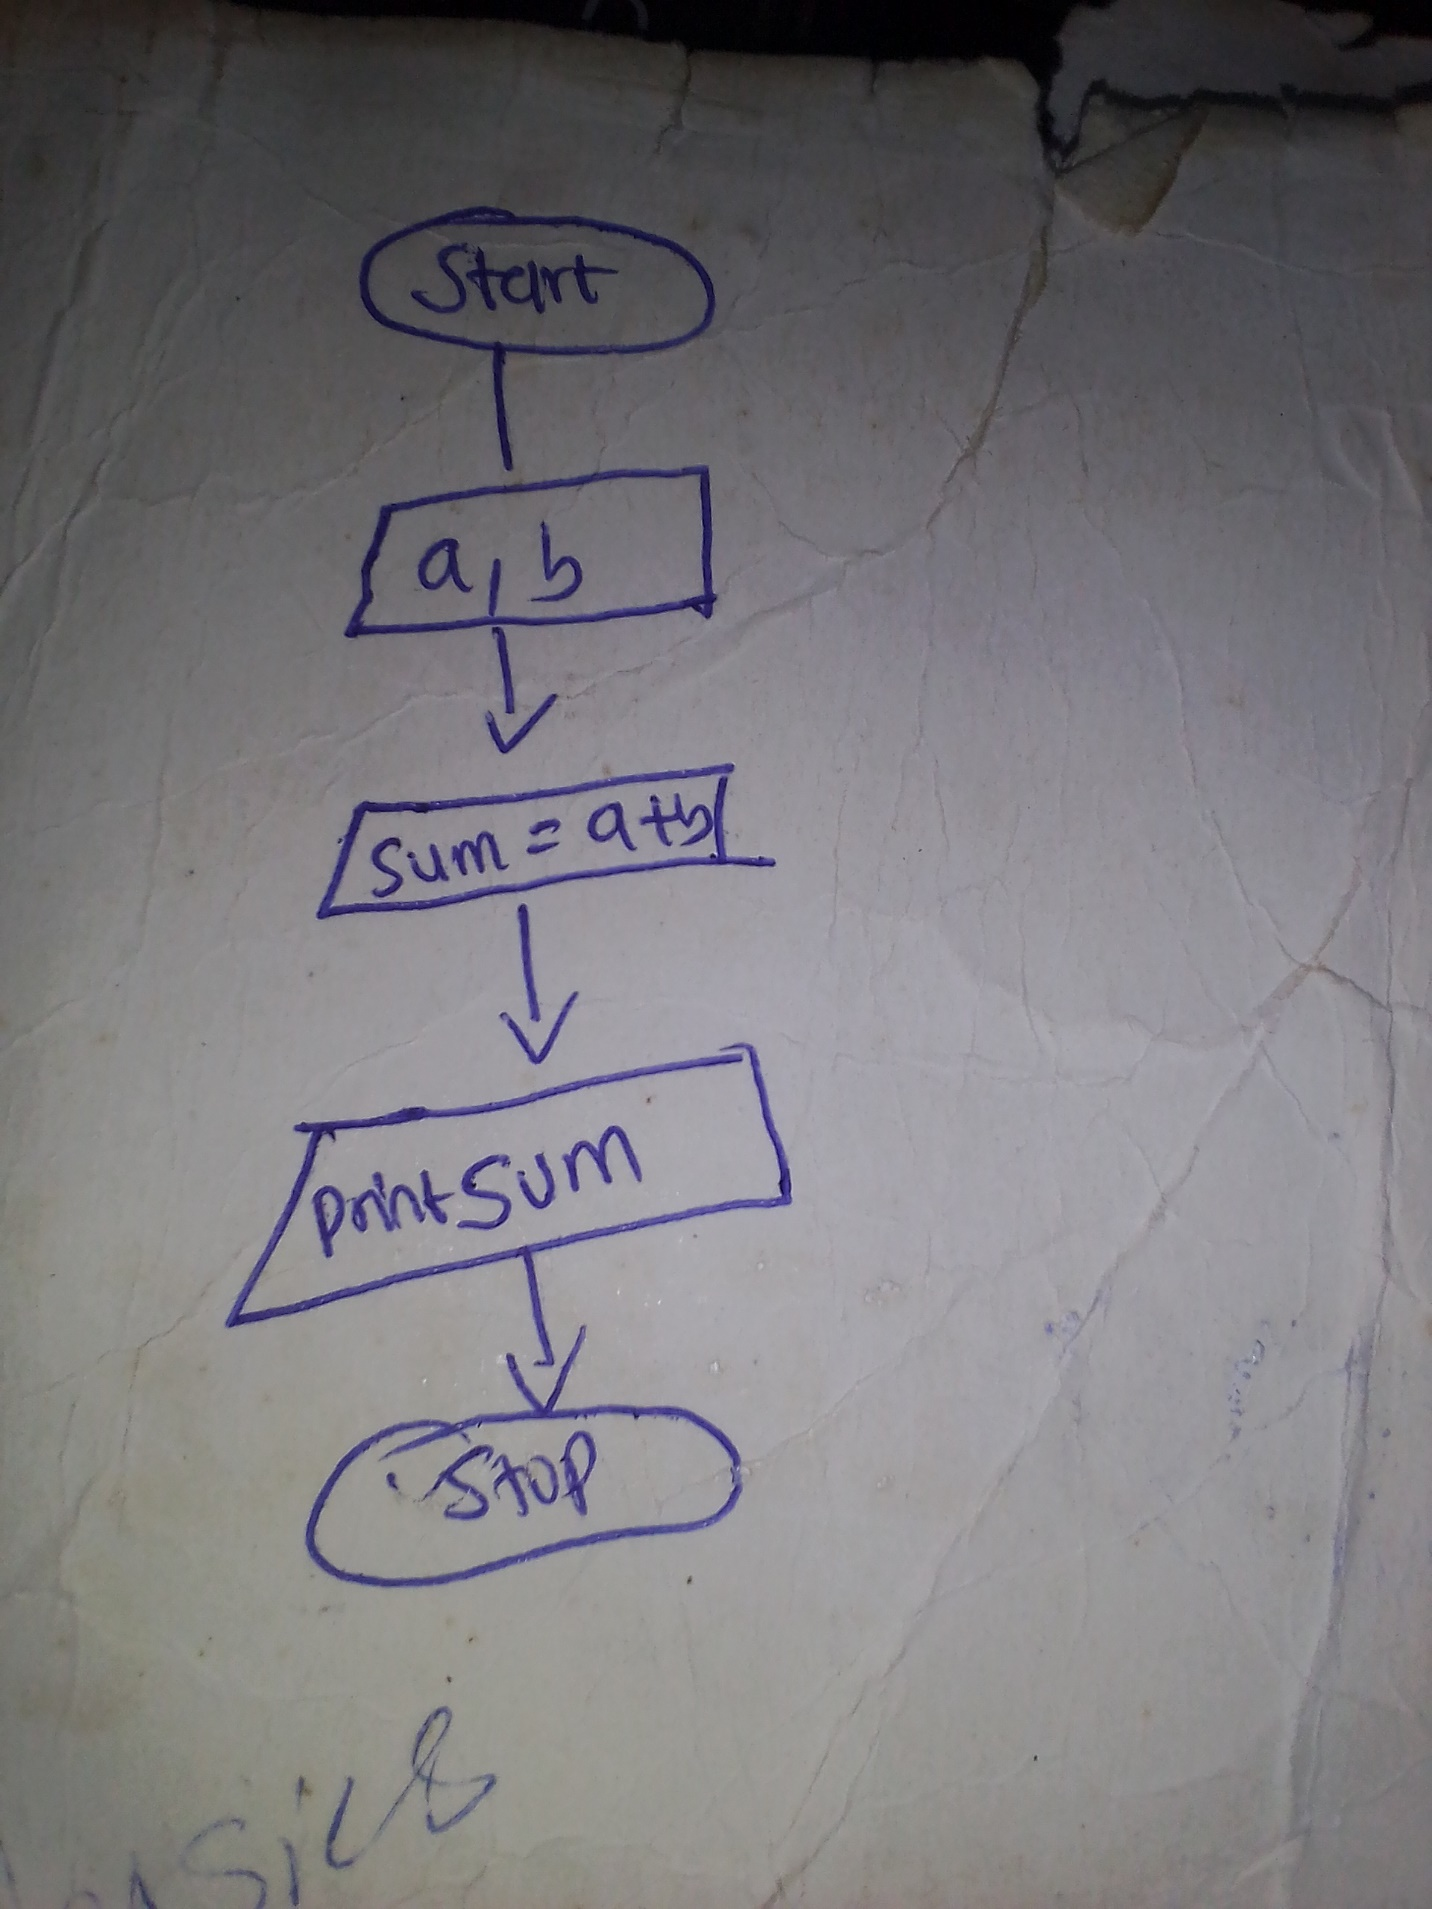 Start
a, b
Sum = a+b
print Sum
Stop